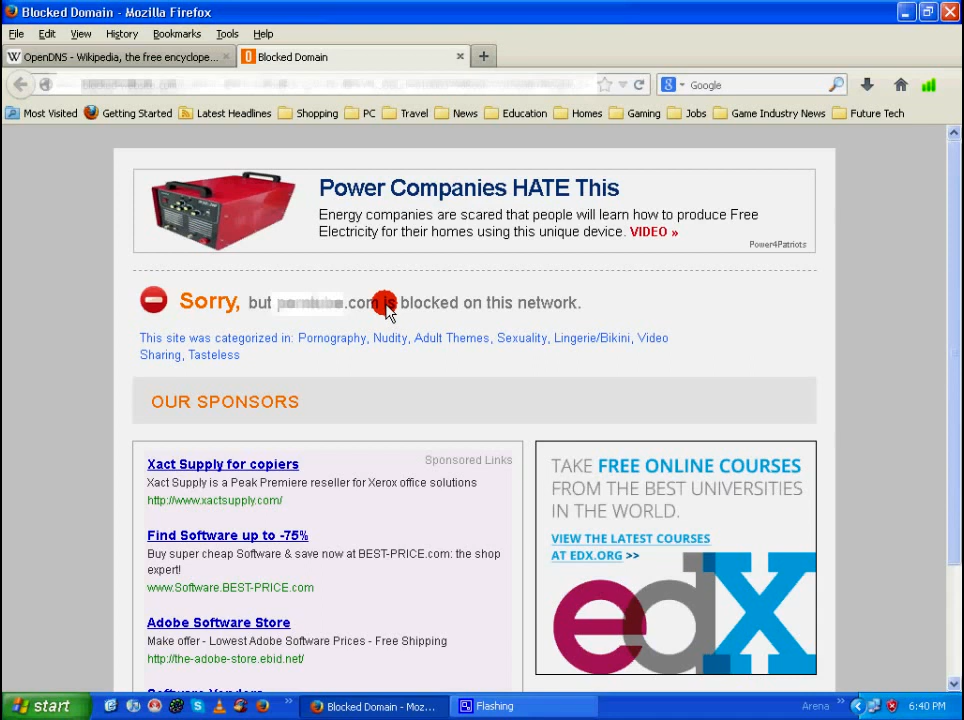 Blocked Domain - Mozilla Firefox
File Edit View History Bookmarks Tools Help
W OpenDNS - Wikipedia, the free encyclope... Blocked Domain
Google
Most Visited Getting Started Latest Headlines Shopping PC Travel News Education Homes Gaming Jobs Game Industry News Future Tech
Power Companies HATE This
Energy companies are scared that people will learn how to produce Free
Electricity for their homes using this unique device. VIDEO »
Power4Patriots
Sorry, but .com is blocked on this network.
This site was categorized in: Pornography, Nudity, Adult Themes, Sexuality, Lingerie/Bikini, Video
Sharing, Tasteless
OUR SPONSORS
Sponsored Links
Xact Supply for copiers
Xact Supply is a Peak Premiere reseller for Xerox office solutions
http://www.xactsupply.com/
Find Software up to -75%
Buy super cheap Software & save now at BEST-PRICE.com: the shop
expert!
www.Software.BEST-PRICE.com
Adobe Software Store
Make offer - Lowest Adobe Software Prices - Free Shipping
http://the-adobe-store.ebid.net/
TAKE FREE ONLINE COURSES
FROM THE BEST UNIVERSITIES
IN THE WORLD.
VIEW THE LATEST COURSES
AT EDX.ORG >>
edX
start Blocked Domain - Moz... Flashing Arena 6:40 PM